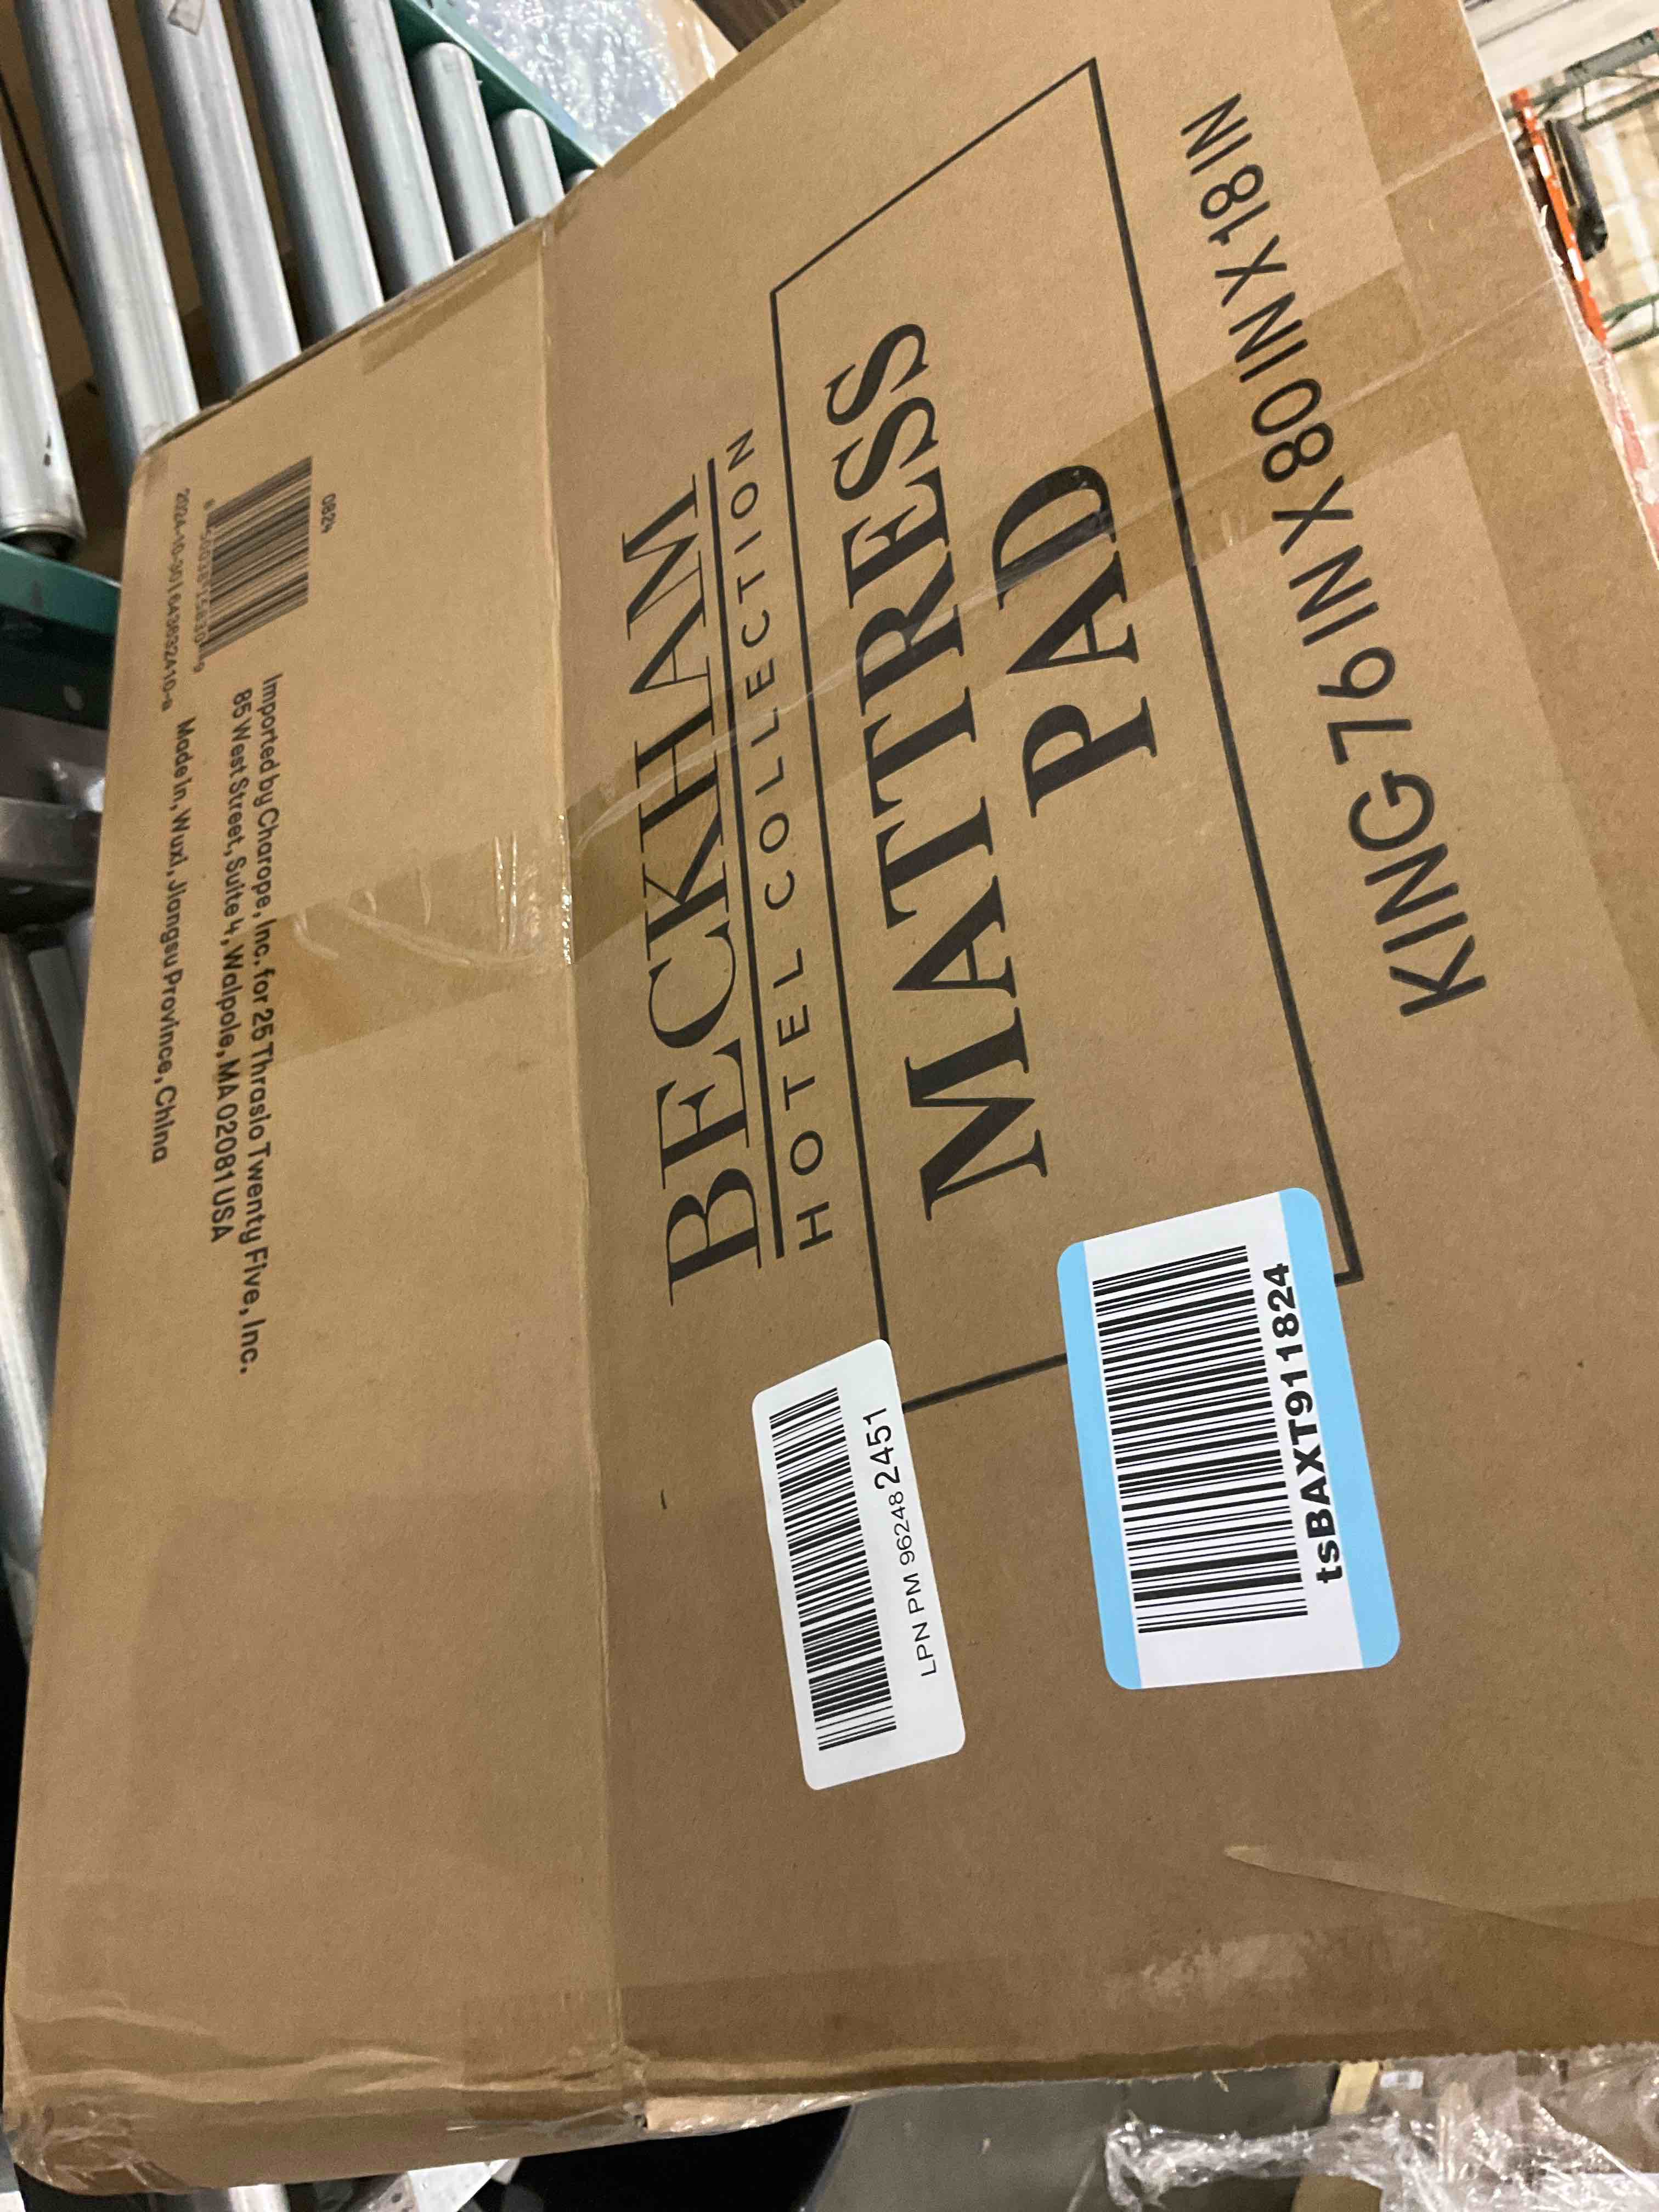 BECKHAM
HOTEL COLLECTION
MATTRESS
PAD
KING 76 IN X 80 IN X 18 IN
LPN PM 96248 2451
tsBAXT911824
0824
Imported by Charope, Inc. for 25 Thrasio Twenty Five, Inc.
85 West Street, Suite 4, Walpole, MA 02081 USA
Made in, Wuxi, Jiangsu Province, China